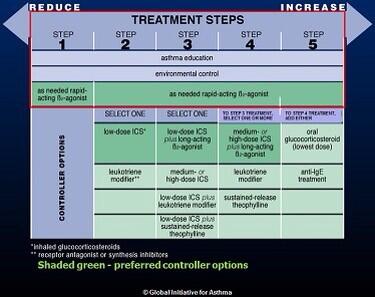 REDUCE INCREASE
TREATMENT STEPS
STEP STEP STEP STEP STEP
1 2 3 4 5
asthma education
environmental control
as needed rapid-
acting β₂-agonist
as needed rapid-acting β₂-agonist
CONTROLLER OPTIONS
SELECT ONE
SELECT ONE
TO STEP 3 TREATMENT,
SELECT ONE OR MORE
TO STEP 4 TREATMENT,
ADD EITHER
low-dose ICS*
low-dose ICS
plus long-acting
β₂-agonist
medium- or
high-dose ICS
plus long-acting
β₂-agonist
oral
glucocorticosteroid
(lowest dose)
leukotriene
modifier**
medium- or
high-dose ICS
leukotriene
modifier
anti-IgE
treatment
low-dose ICS plus
leukotriene modifier
sustained-release
theophylline
low-dose ICS plus
sustained-release
theophylline
*inhaled glucocorticosteroids
** receptor antagonist or synthesis inhibitors
Shaded green - preferred controller options
© Global Initiative for Asthma